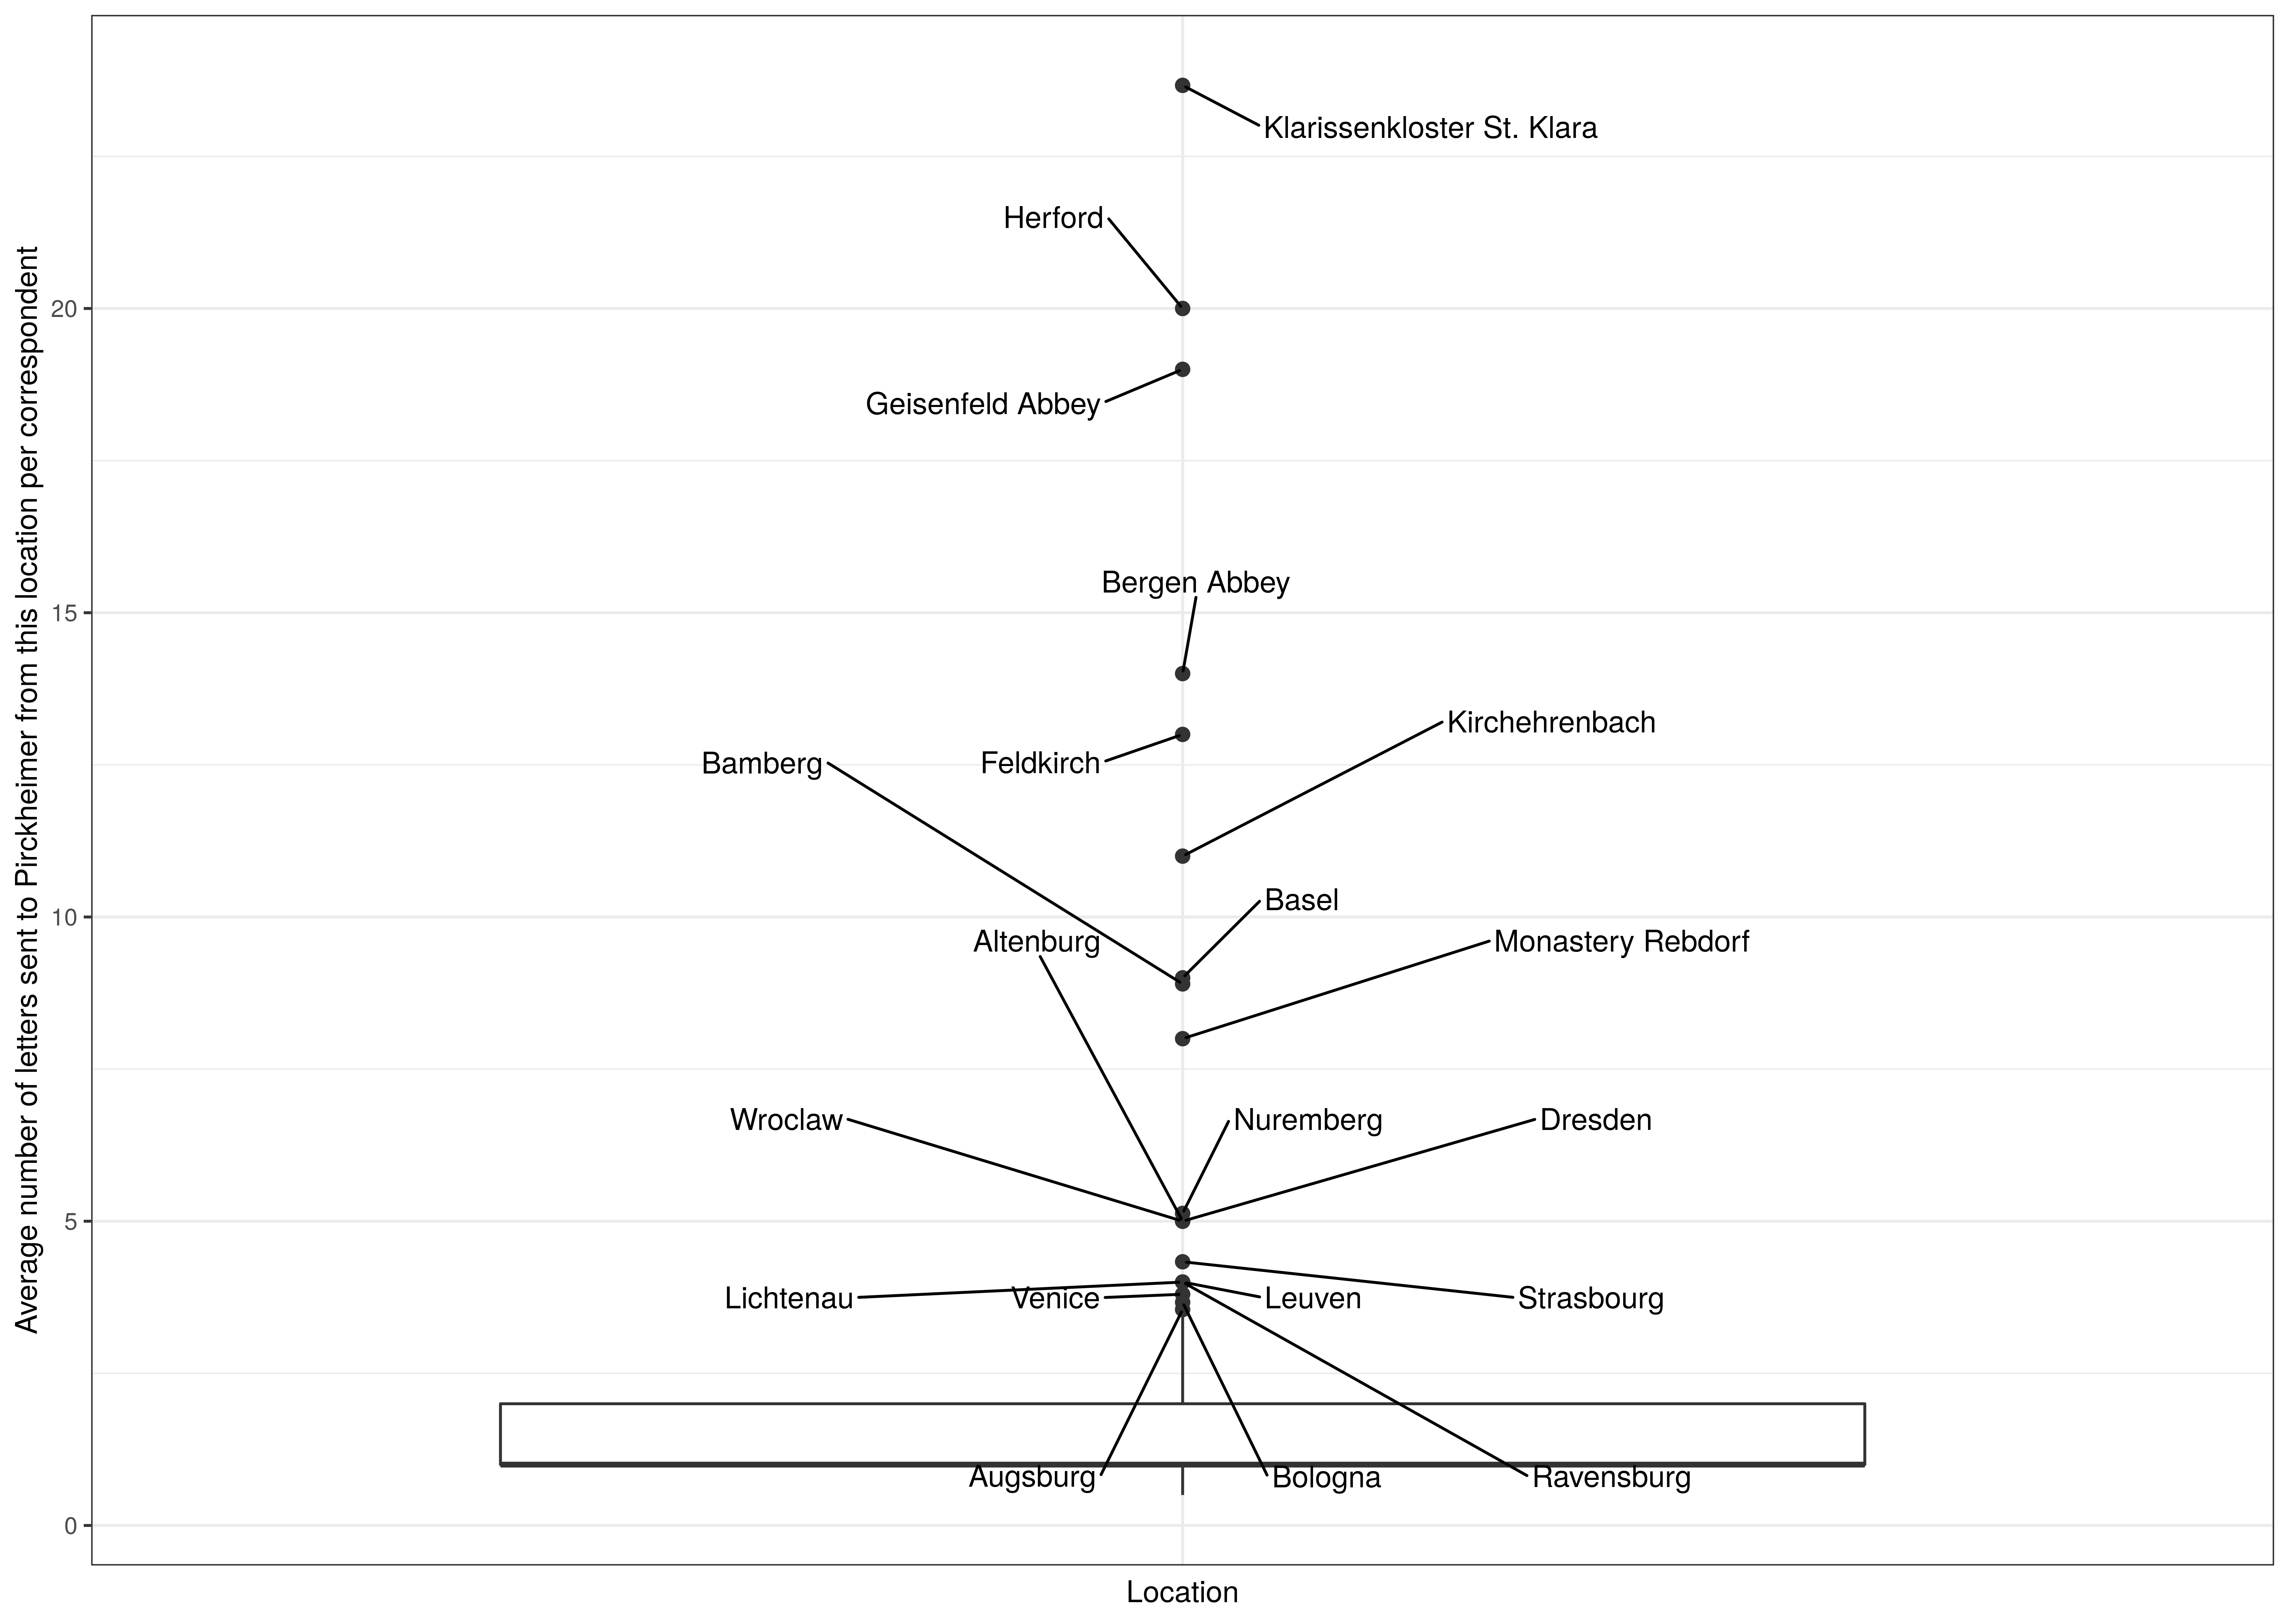 Average number of letters sent to Pirckheimer from this location per correspondent
Klarissenkloster St. Klara
Herford
20
Geisenfeld Abbey
Bergen Abbey
15
Kirchehrenbach
Bamberg
Feldkirch
Basel
10
Altenburg
Monastery Rebdorf
Wroclaw
Nuremberg
Dresden
5
Lichtenau
Venice
Leuven
Strasbourg
Augsburg
Bologna
Ravensburg
0
Location